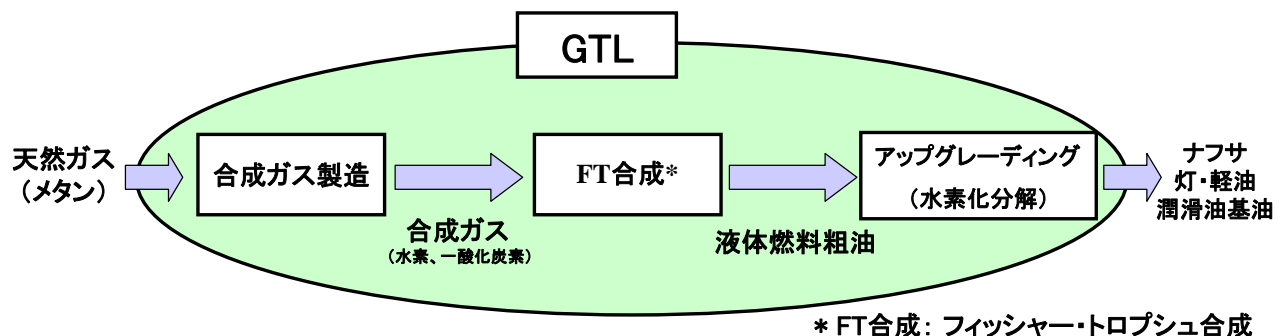 GTL
天然ガス
(メタン)
合成ガス製造
合成ガス
(水素、一酸化炭素)
FT合成*
液体燃料粗油
アップグレーディング
(水素化分解)
ナフサ
灯・軽油
潤滑油基油
* FT合成: フィッシャー・トロプシュ合成